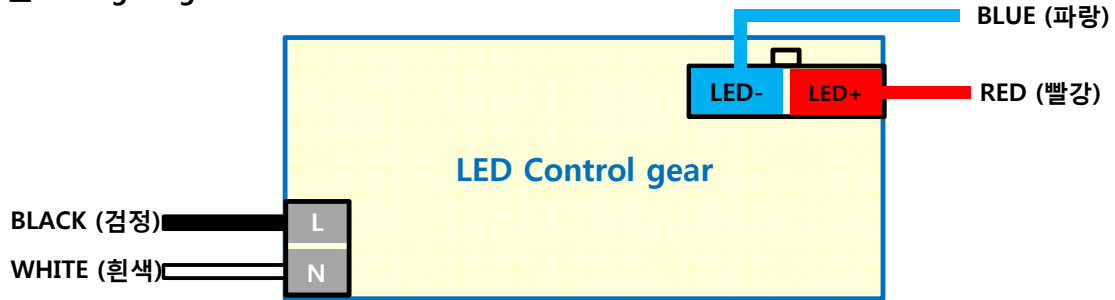 BLUE (파랑)
LED-
LED+
RED (빨강)
LED Control gear
BLACK (검정)
L
WHITE (흰색)
N